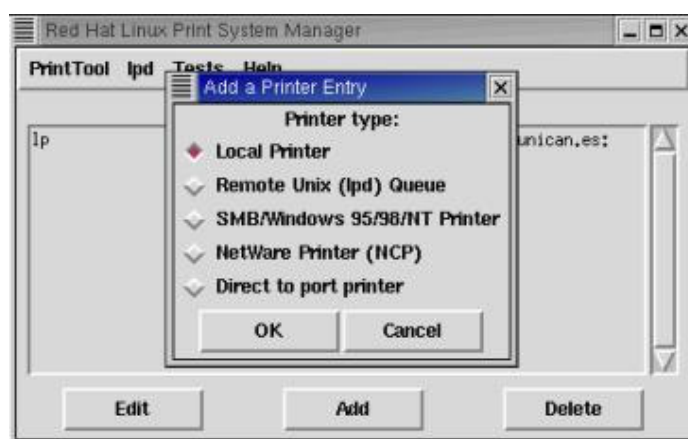 Red Hat Linux Print System Manager
PrintTool lpd Tests Help
Add a Printer Entry
Printer type:
lp
unican.es:
Local Printer
Remote Unix (lpd) Queue
SMB/Windows 95/98/NT Printer
NetWare Printer (NCP)
Direct to port printer
OK Cancel
Edit Add Delete